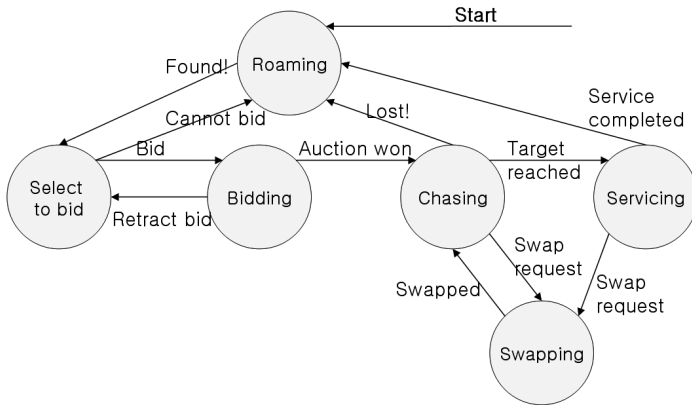 Start
Roaming
Found!
Cannot bid
Lost!
Service
completed
Bid
Auction won
Target
reached
Select
to bid
Bidding
Chasing
Servicing
Retract bid
Swap
request
Swap
request
Swapped
Swapping